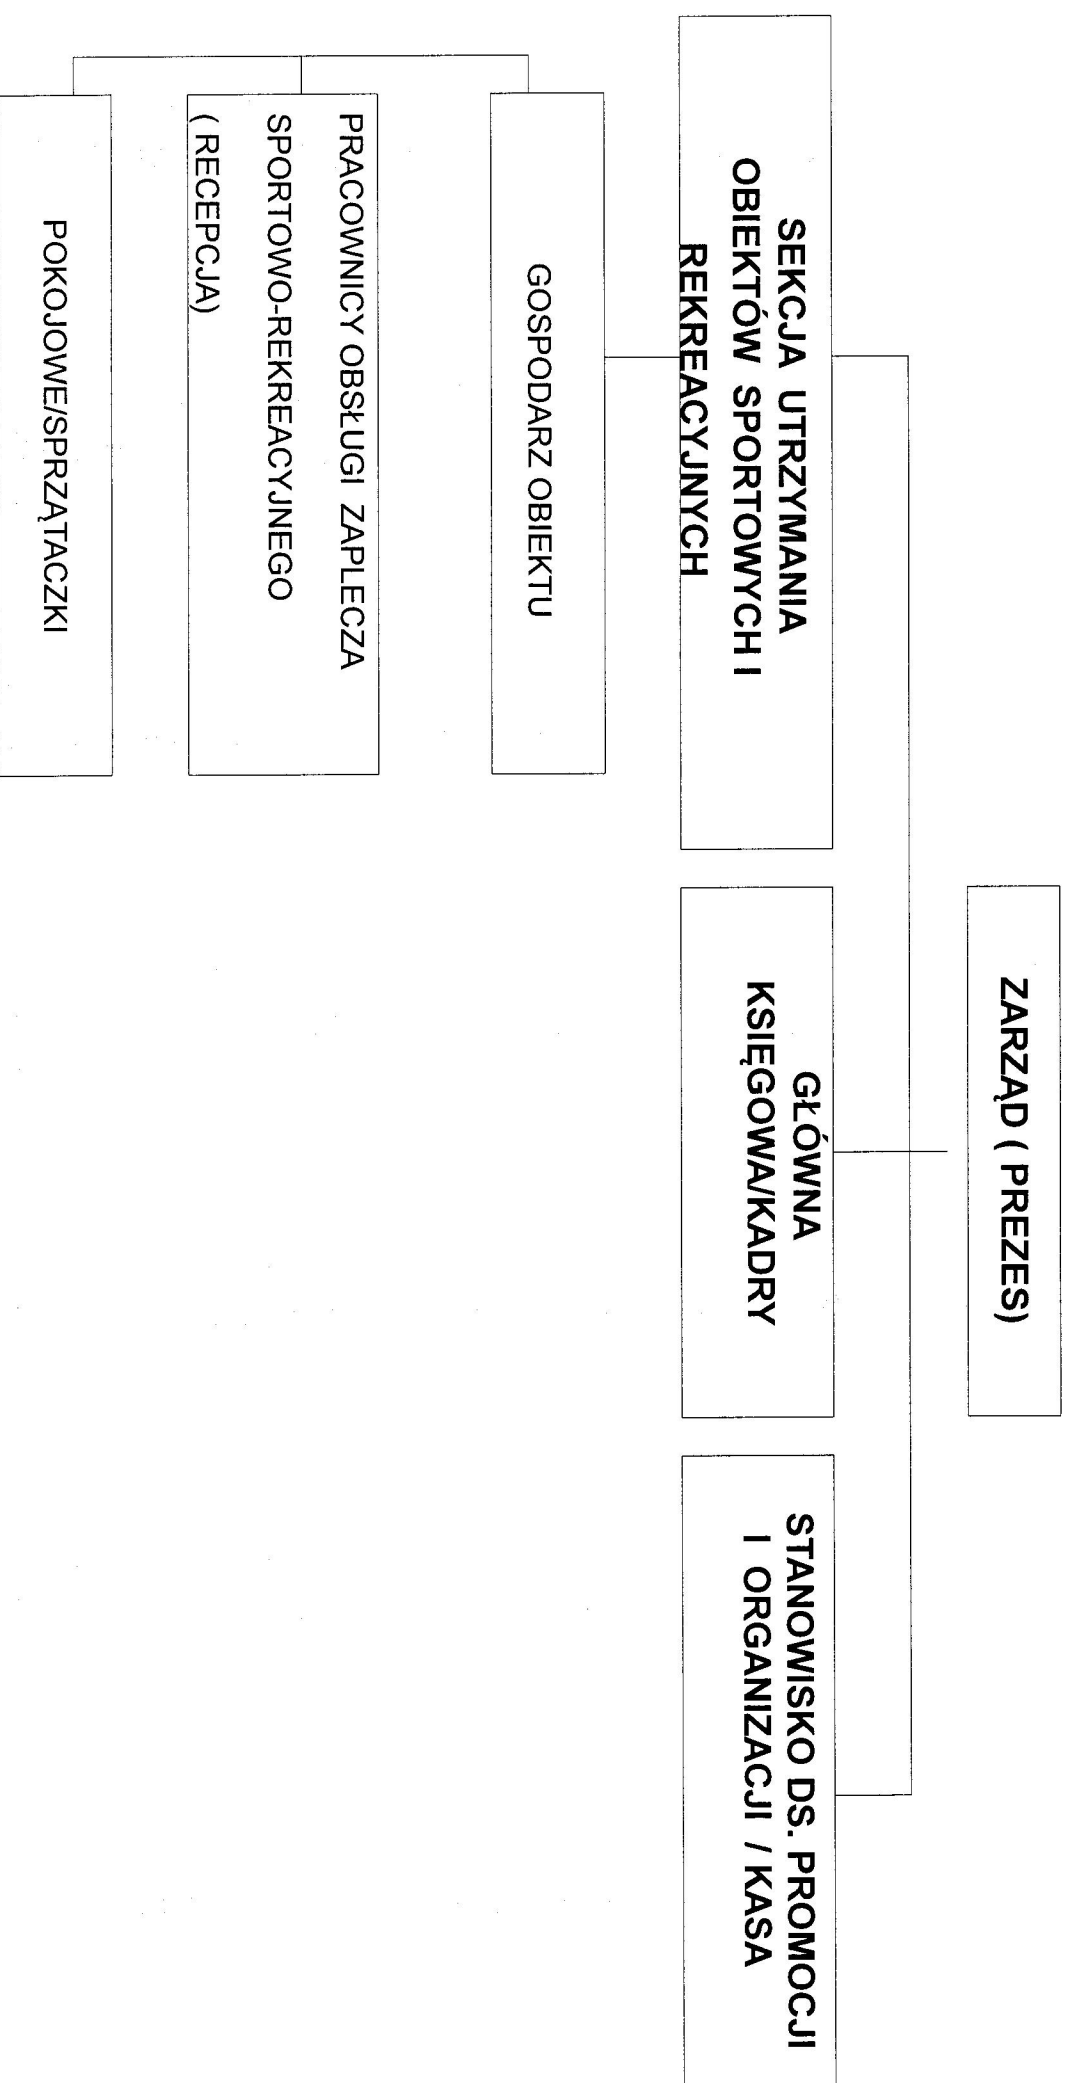 ZARZĄD ( PREZES)
SEKCJA UTRZYMANIA
OBIEKTÓW SPORTOWYCH I
REKREACYJNYCH
GŁÓWNA
KSIĘGOWA/KADRY
STANOWISKO DS. PROMOCJI
I ORGANIZACJI / KASA
GOSPODARZ OBIEKTU
PRACOWNICY OBSŁUGI ZAPLECZA
SPORTOWO-REKREACYJNEGO
( RECEPCJA)
POKOJOWE/SPRZĄTACZKI